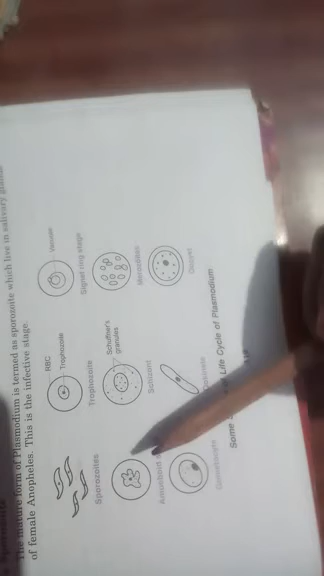 The mature form of Plasmodium is termed as sporozoite which live in salivary glands
of female Anopheles. This is the infective stage.
RBC
Trophozoite
Vacuole
Sporozoites
Trophozoite
Signet ring stage
Schuffner's
granules
Amoeboid
Schizont
Merozoites
Gametocyte
Ookinete
Oocyst
Some
Life Cycle of Plasmodium